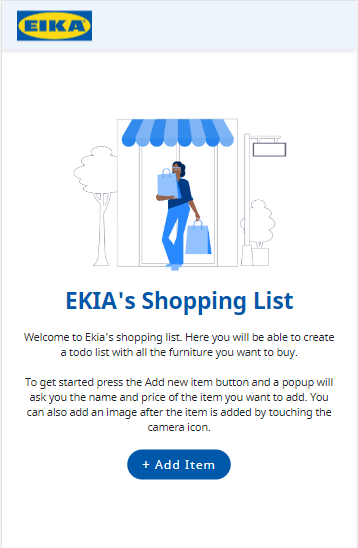 EIKA
EKIA's Shopping List
Welcome to Ekia's shopping list. Here you will be able to create
a todo list with all the furniture you want to buy.
To get started press the Add new item button and a popup will
ask you the name and price of the item you want to add. You
can also add an image after the item is added by touching the
camera icon.
+ Add Item